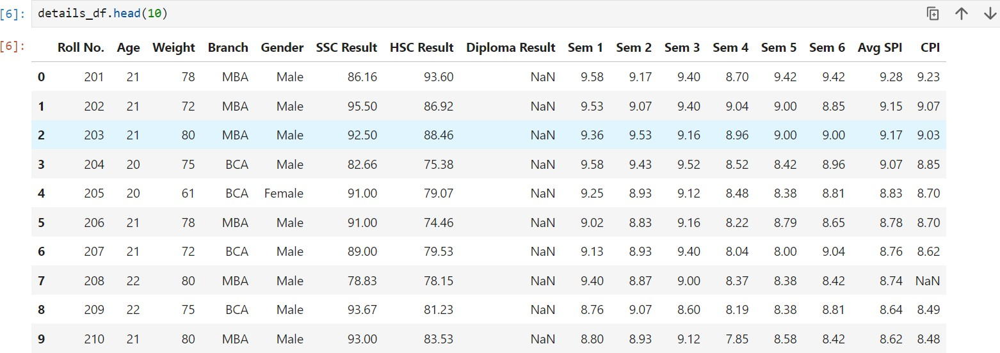 [6]: details_df.head(10)
[6]:
Roll No. Age Weight Branch Gender SSC Result HSC Result Diploma Result Sem 1 Sem 2 Sem 3 Sem 4 Sem 5 Sem 6 Avg SPI CPI
0 201 21 78 MBA Male 86.16 93.60 NaN 9.58 9.17 9.40 8.70 9.42 9.42 9.28 9.23
1 202 21 72 MBA Male 95.50 86.92 NaN 9.53 9.07 9.40 9.04 9.00 8.85 9.15 9.07
2 203 21 80 MBA Male 92.50 88.46 NaN 9.36 9.53 9.16 8.96 9.00 9.00 9.17 9.03
3 204 20 75 BCA Male 82.66 75.38 NaN 9.58 9.43 9.52 8.52 8.42 8.96 9.07 8.85
4 205 20 61 BCA Female 91.00 79.07 NaN 9.25 8.93 9.12 8.48 8.38 8.81 8.83 8.70
5 206 21 78 MBA Male 91.00 74.46 NaN 9.02 8.83 9.16 8.22 8.79 8.65 8.78 8.70
6 207 21 72 BCA Male 89.00 79.53 NaN 9.13 8.93 9.40 8.04 8.00 9.04 8.76 8.62
7 208 22 80 MBA Male 78.83 78.15 NaN 9.40 8.87 9.00 8.37 8.38 8.42 8.74 NaN
8 209 22 75 BCA Male 93.67 81.23 NaN 8.76 9.07 8.60 8.19 8.38 8.81 8.64 8.49
9 210 21 80 MBA Male 93.00 83.53 NaN 8.80 8.93 9.12 7.85 8.58 8.42 8.62 8.48